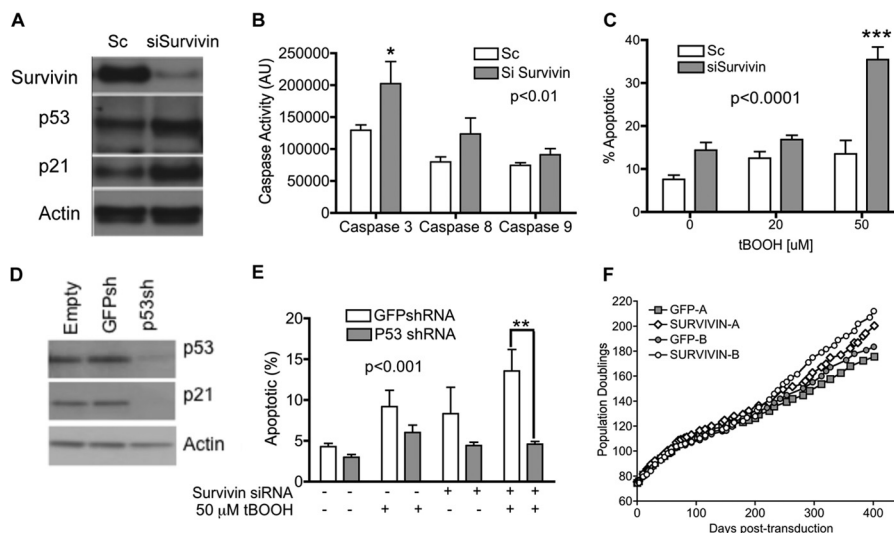 A
Sc siSurvivin
Survivin
p53
p21
Actin
B
Caspase Activity (AU)
250000
200000
150000
100000
50000
0
*
Sc
Si Survivin
p<0.01
Caspase 3 Caspase 8 Caspase 9
C
% Apoptotic
40
30
20
10
0
***
Sc
siSurvivin
p<0.0001
0 20 50
tBOOH [uM]
D
Empty
GFPsh
p53sh
p53
p21
Actin
E
Apoptotic (%)
20
15
10
5
0
GFPshRNA
P53 shRNA
p<0.001
**
Survivin siRNA - - - - + + + +
50 μM tBOOH - - + + - - + +
F
Population Doublings
220
200
180
160
140
120
100
80
60
GFP-A
SURVIVIN-A
GFP-B
SURVIVIN-B
0 100 200 300 400
Days post-transduction